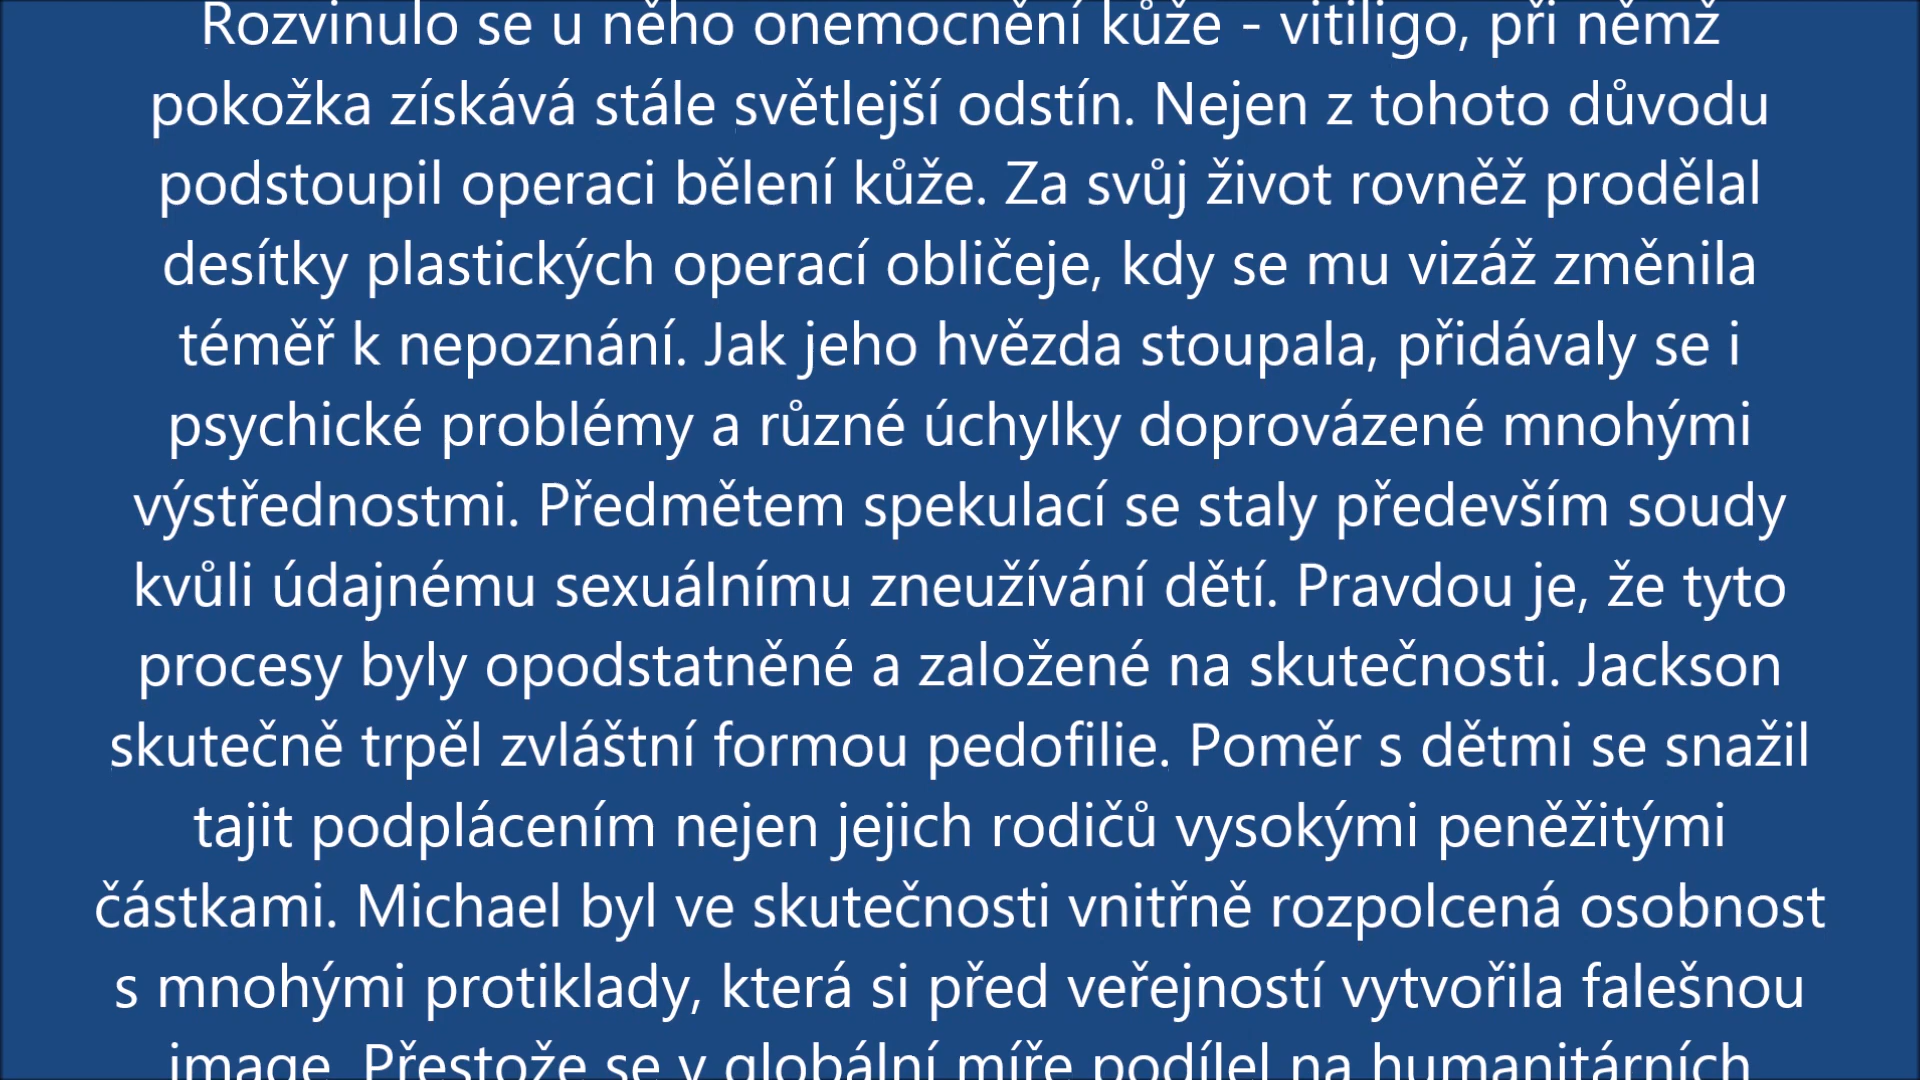 Rozvinulo se u něho onemocnění kůže - vitiligo, při němž
pokožka získává stále světlejší odstín. Nejen z tohoto důvodu
podstoupil operaci bělení kůže. Za svůj život rovněž prodělal
desítky plastických operací obličeje, kdy se mu vizáž změnila
téměř k nepoznání. Jak jeho hvězda stoupala, přidávaly se i
psychické problémy a různé úchylky doprovázené mnohými
výstřednostmi. Předmětem spekulací se staly především soudy
kvůli údajnému sexuálnímu zneužívání dětí. Pravdou je, že tyto
procesy byly opodstatněné a založené na skutečnosti. Jackson
skutečně trpěl zvláštní formou pedofilie. Poměr s dětmi se snažil
tajit podplácením nejen jejich rodičů vysokými peněžitými
částkami. Michael byl ve skutečnosti vnitřně rozpolcená osobnost
s mnohými protiklady, která si před veřejností vytvořila falešnou
image. Přestože se v globální míře podílel na humanitárních